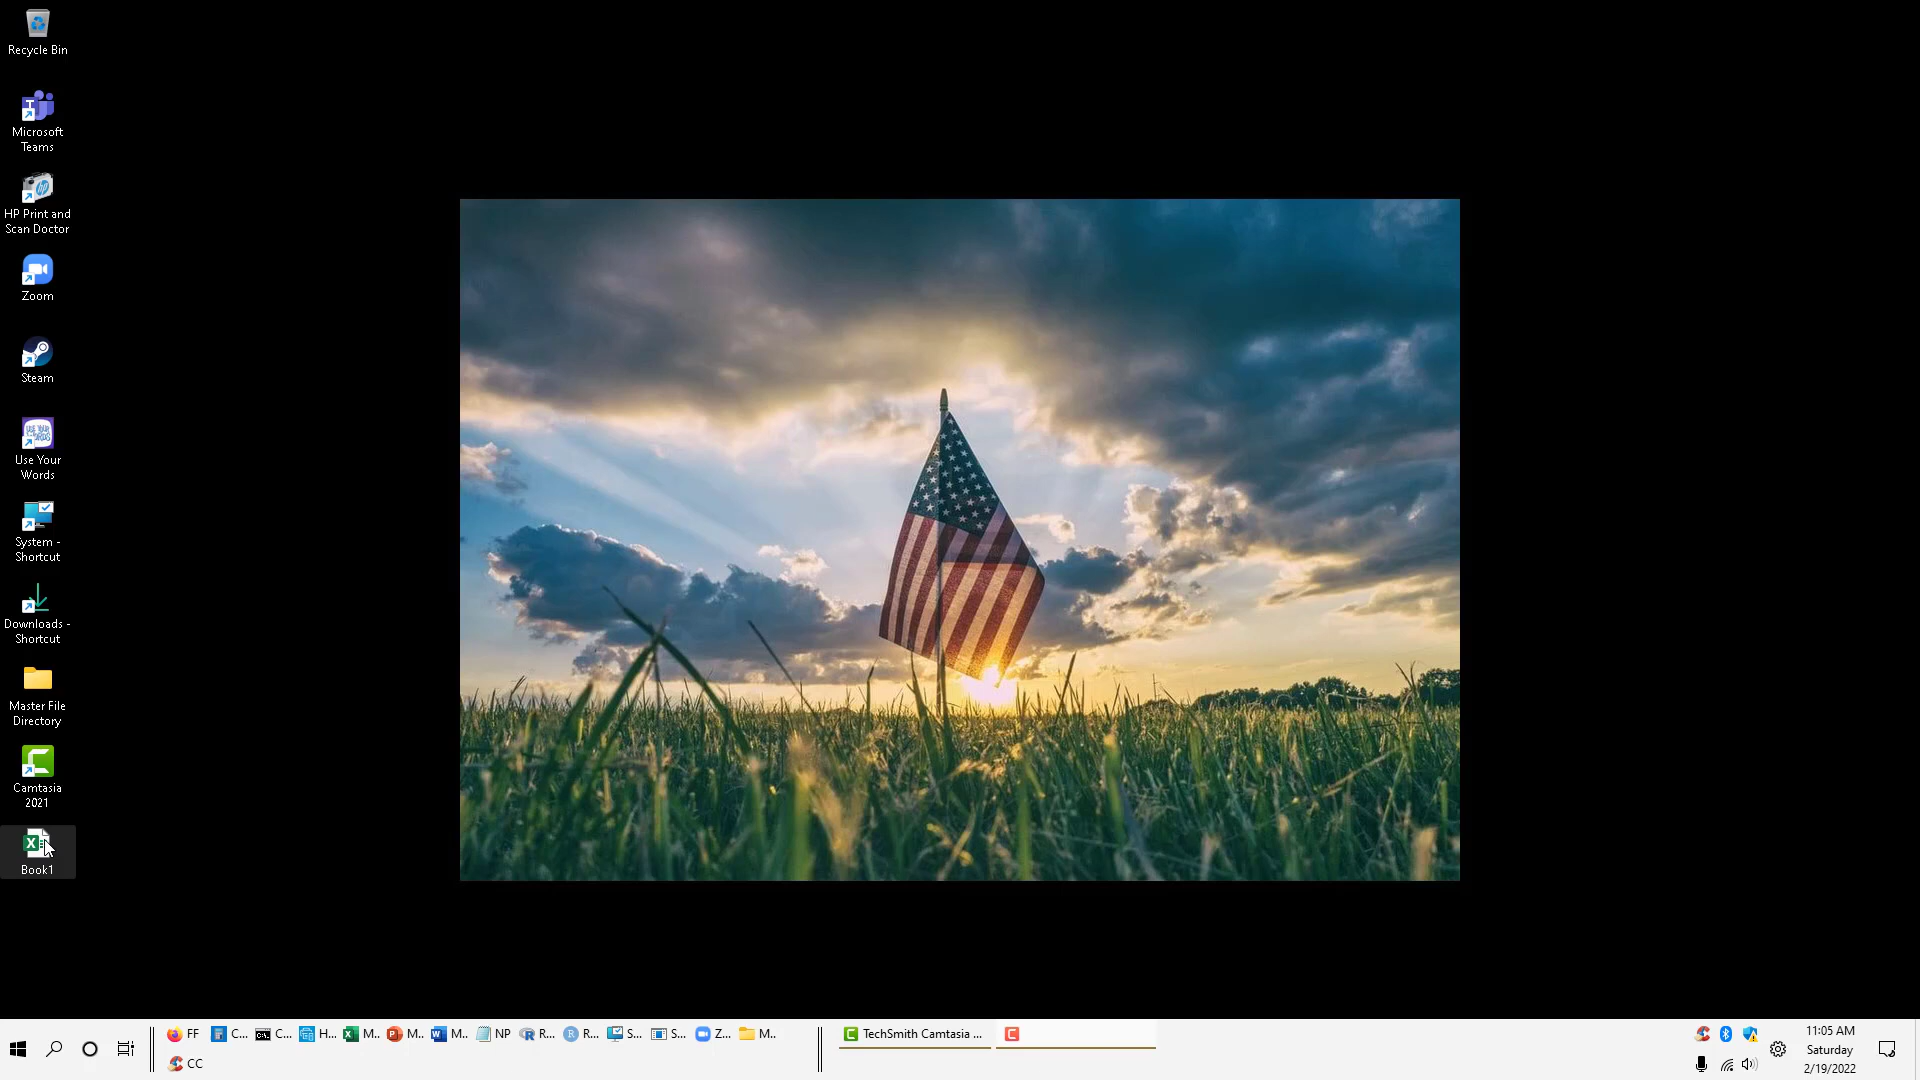 Recycle Bin
Microsoft
Teams
HP Print and
Scan Doctor
Zoom
Steam
Use Your
Words
System -
Shortcut
Downloads -
Shortcut
Master File
Directory
Camtasia
2021
Book1
FF C... C... H... M.. M.. M.. NP R... R... S... S... Z... M...
CC
TechSmith Camtasia ...
11:05 AM
Saturday
2/19/2022